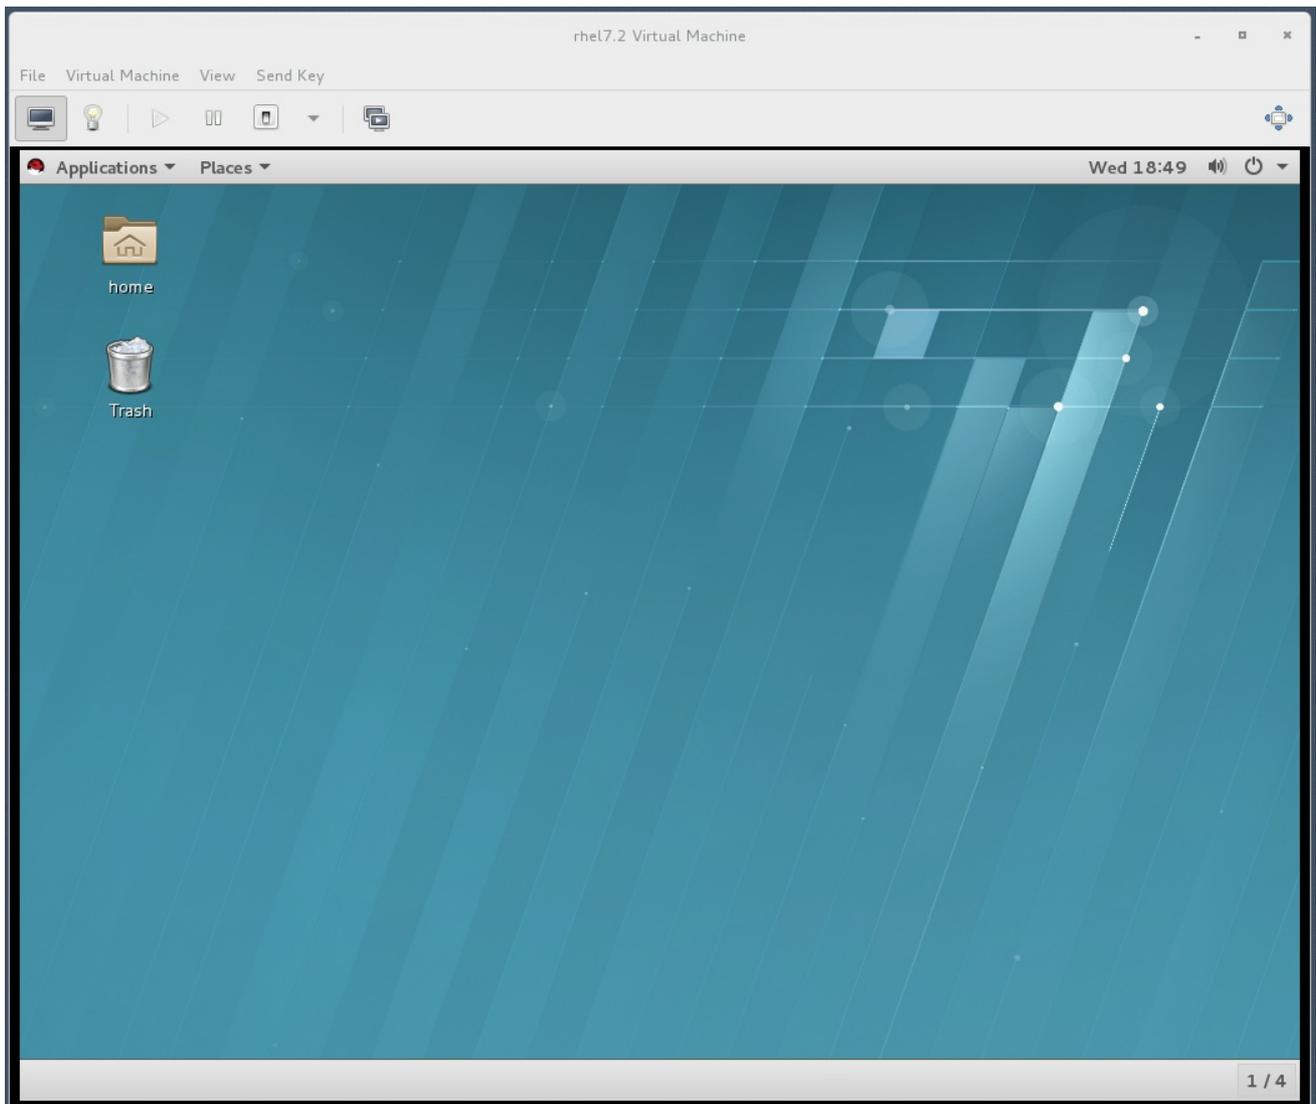 rhel7.2 Virtual Machine
File Virtual Machine View Send Key
Applications Places Wed 18:49
home
Trash
1 / 4